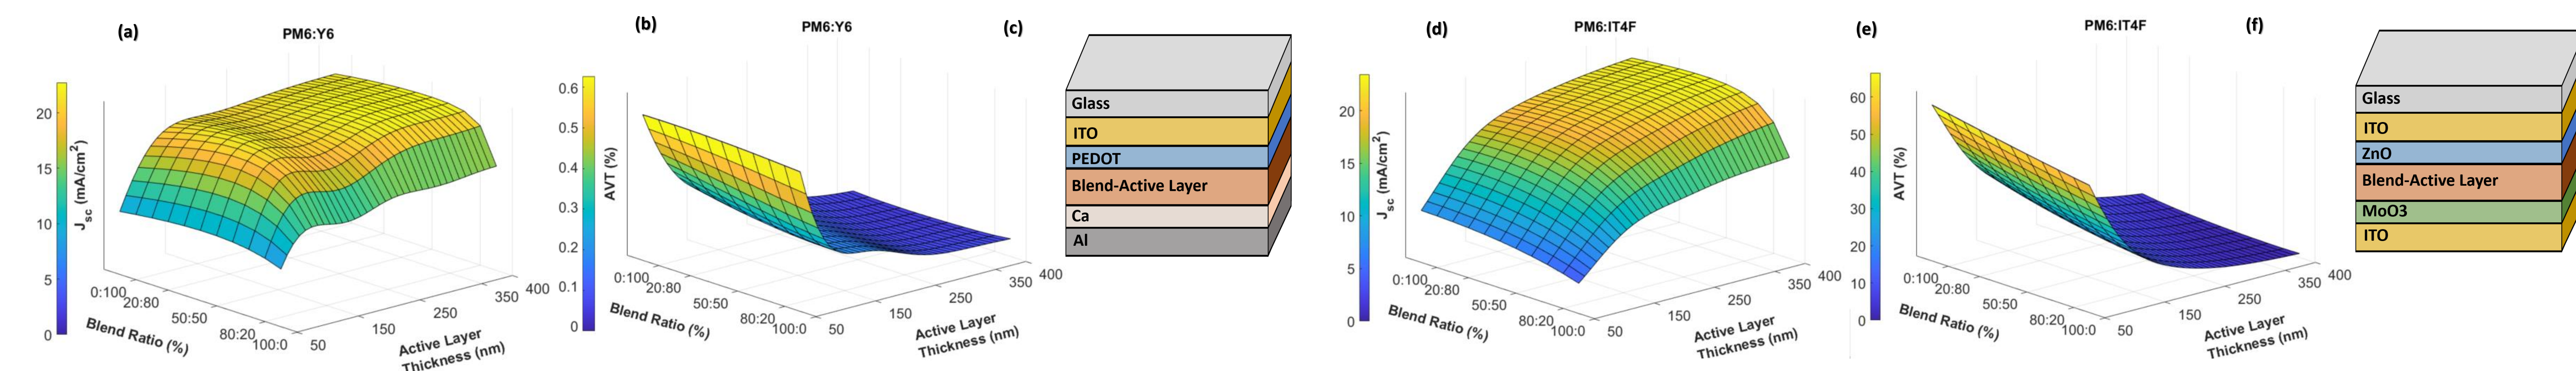 (a)
PM6:Y6
20
15
10
5
0
Jsc (mA/cm2)
0:100
20:80
50:50
80:20
100:0
Blend Ratio (%)
50
150
250
350
400
Active Layer
Thickness (nm)
(b)
PM6:Y6
0.6
0.5
0.4
0.3
0.2
0.1
0
AVT (%)
0:100
20:80
50:50
80:20
100:0
Blend Ratio (%)
50
150
250
350
400
Active Layer
Thickness (nm)
(c)
Glass
ITO
PEDOT
Blend-Active Layer
Ca
Al
(d)
PM6:IT4F
20
15
10
5
0
Jsc (mA/cm2)
0:100
20:80
50:50
80:20
100:0
Blend Ratio (%)
50
150
250
350
400
Active Layer
Thickness (nm)
(e)
PM6:IT4F
60
50
40
30
20
10
0
AVT (%)
0:100
20:80
50:50
80:20
100:0
Blend Ratio (%)
50
150
250
350
400
Active Layer
Thickness (nm)
(f)
Glass
ITO
ZnO
Blend-Active Layer
MoO3
ITO